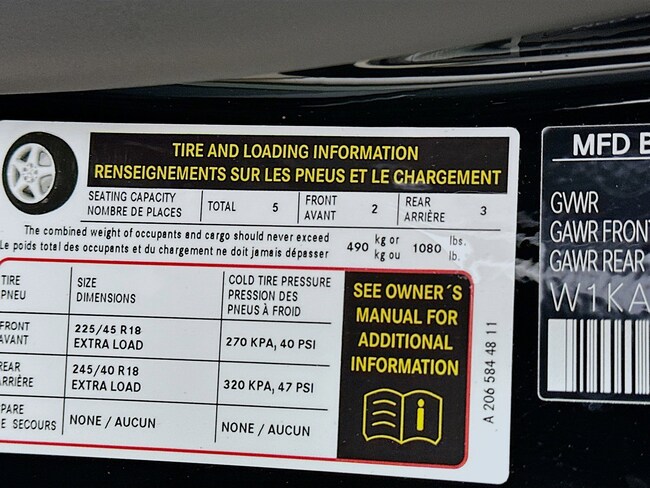 TIRE AND LOADING INFORMATION
RENSEIGNEMENTS SUR LES PNEUS ET LE CHARGEMENT
SEATING CAPACITY
NOMBRE DE PLACES
TOTAL 5
FRONT
AVANT 2
REAR
ARRIÈRE 3
The combined weight of occupants and cargo should never exceed
Le poids total des occupants et du chargement ne doit jamais dépasser
490 kg or
kg ou
1080 lbs.
lb.
TIRE
PNEU
SIZE
DIMENSIONS
COLD TIRE PRESSURE
PRESSION DES
PNEUS À FROID
FRONT
AVANT
225/45 R18
EXTRA LOAD
270 KPA, 40 PSI
REAR
ARRIÈRE
245/40 R18
EXTRA LOAD
320 KPA, 47 PSI
PARE
DE SECOURS
NONE / AUCUN
NONE / AUCUN
SEE OWNER´S
MANUAL FOR
ADDITIONAL
INFORMATION
i
A 206 584 48 11
MFD B
GVWR
GAWR FRONT
GAWR REAR
W1KA